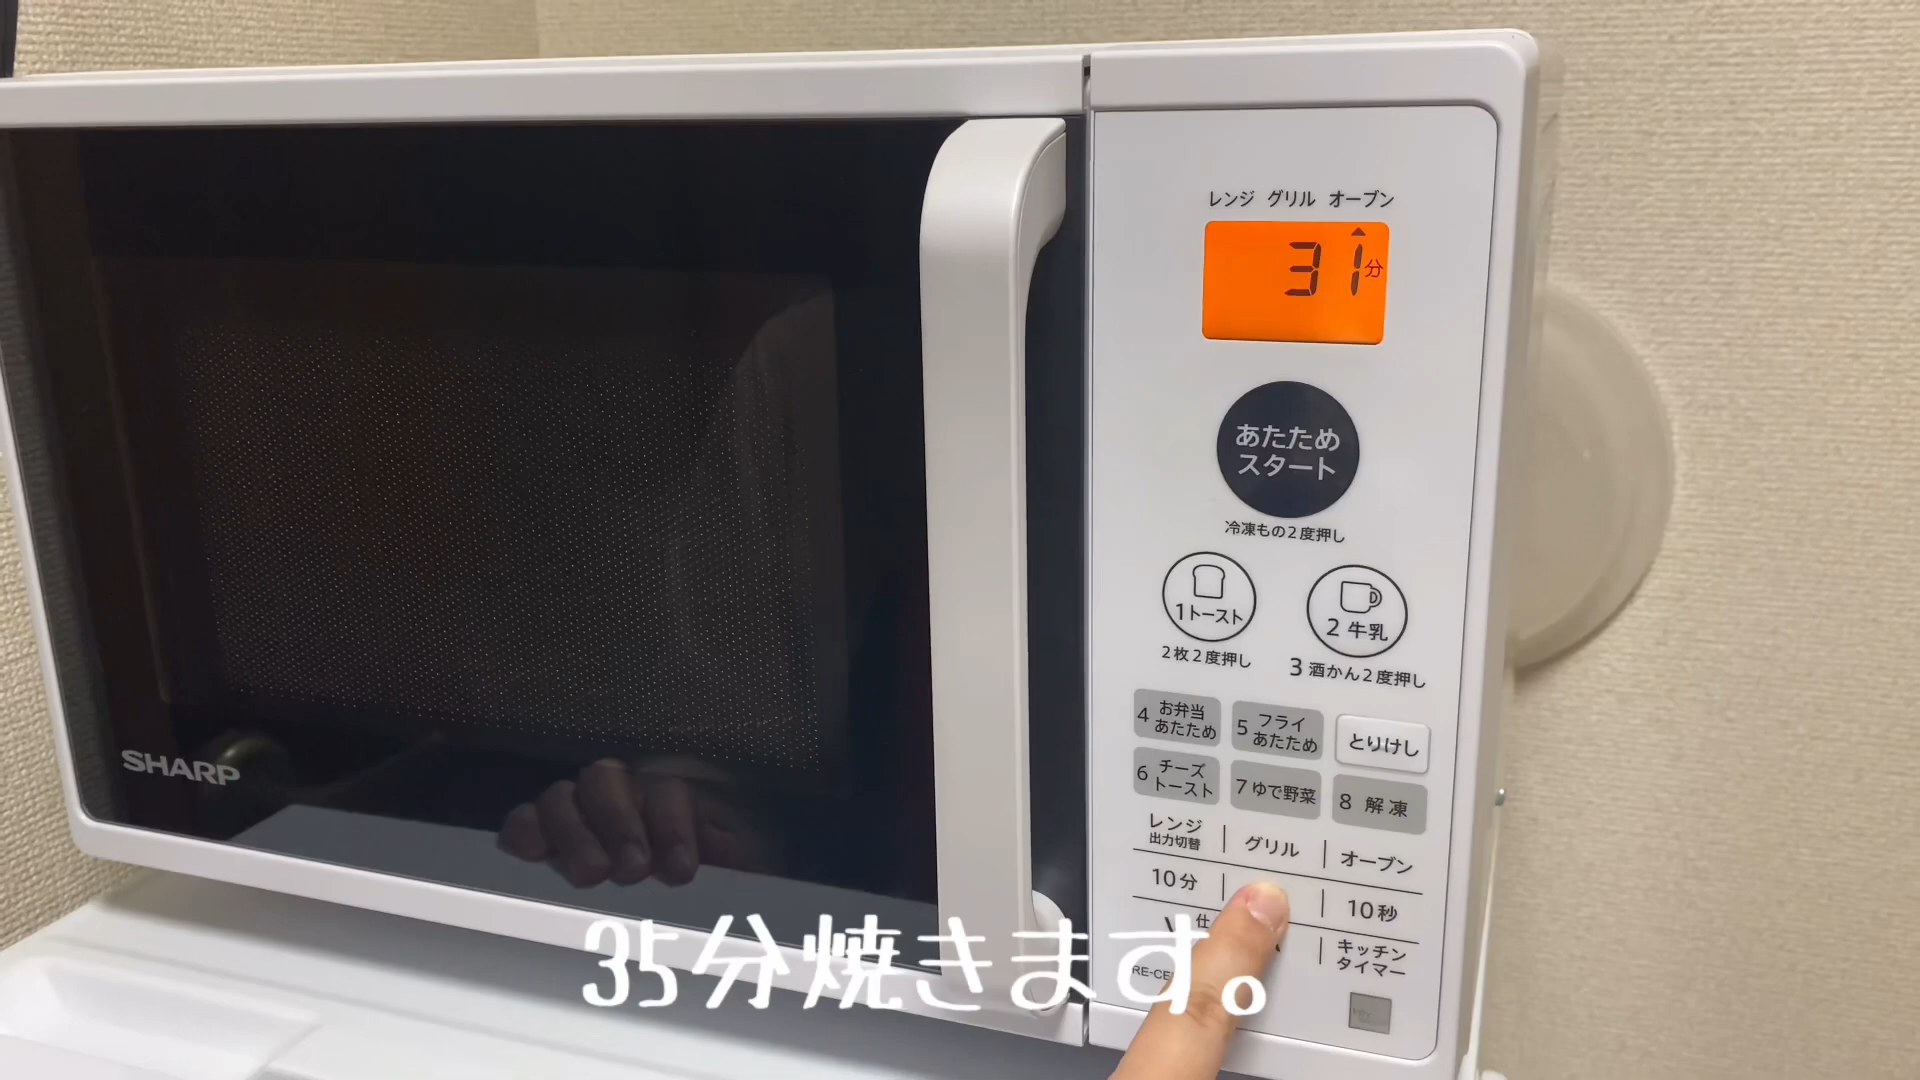 レンジ グリル オーブン
31分
あたため
スタート
冷凍もの2度押し
1トースト
2 牛乳
2枚2度押し
3 酒かん2度押し
4 お弁当
あたため
5 フライ
あたため
とりけし
6 チーズ
トースト
7 ゆで野菜
8 解凍
レンジ
出力切替
グリル
オーブン
10分
10秒
仕
キッチン
タイマー
RE-CE
SHARP
35分焼きます。